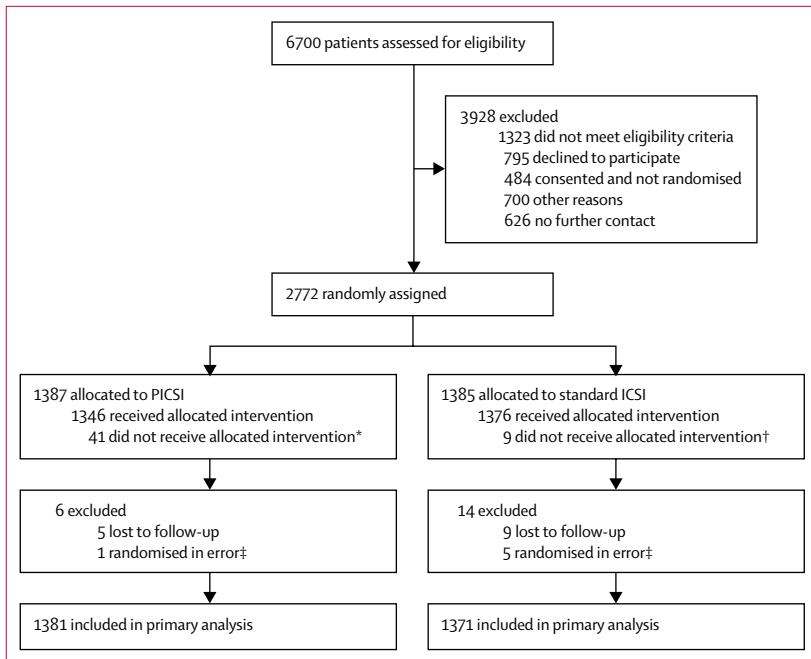 6700 patients assessed for eligibility
3928 excluded
1323 did not meet eligibility criteria
795 declined to participate
484 consented and not randomised
700 other reasons
626 no further contact
2772 randomly assigned
1387 allocated to PICSI
1346 received allocated intervention
41 did not receive allocated intervention*
1385 allocated to standard ICSI
1376 received allocated intervention
9 did not receive allocated intervention†
6 excluded
5 lost to follow-up
1 randomised in error‡
14 excluded
9 lost to follow-up
5 randomised in error‡
1381 included in primary analysis
1371 included in primary analysis